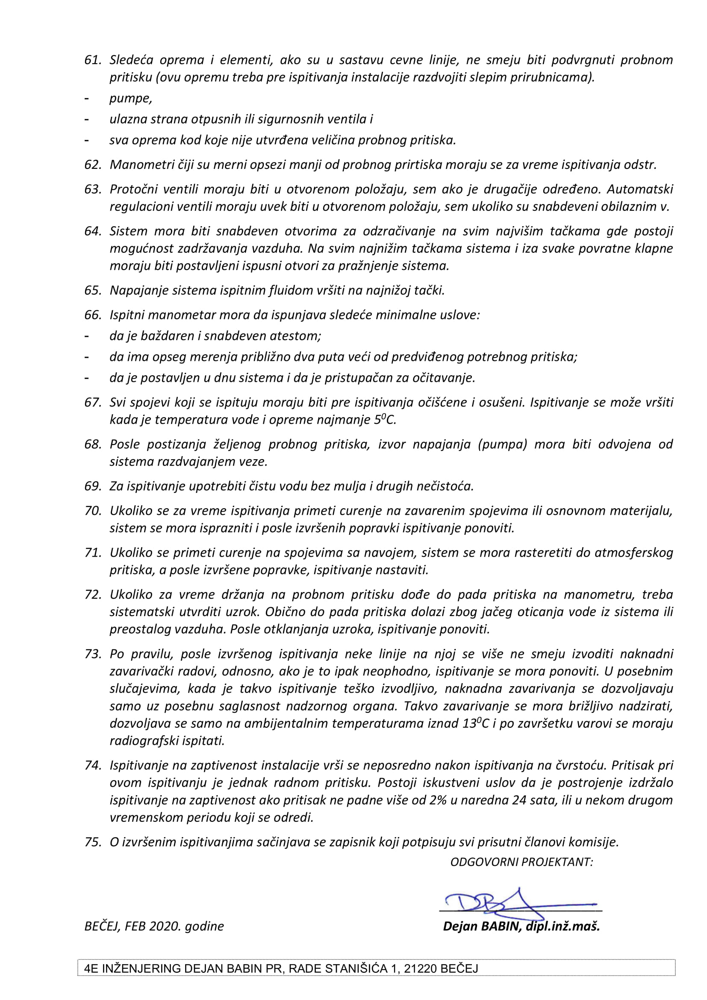 61. Sledeća oprema i elementi, ako su u sastavu cevne linije, ne smeju biti podvrgnuti probnom
pritisku (ovu opremu treba pre ispitivanja instalacije razdvojiti slepim prirubnicama).
- pumpe,
- ulazna strana otpusnih ili sigurnosnih ventila i
- sva oprema kod koje nije utvrđena veličina probnog pritiska.
62. Manometri čiji su merni opsezi manji od probnog prirtiska moraju se za vreme ispitivanja odstr.
63. Protočni ventili moraju biti u otvorenom položaju, sem ako je drugačije određeno. Automatski
regulacioni ventili moraju uvek biti u otvorenom položaju, sem ukoliko su snabdeveni obilaznim v.
64. Sistem mora biti snabdeven otvorima za odzračivanje na svim najvišim tačkama gde postoji
mogućnost zadržavanja vazduha. Na svim najnižim tačkama sistema i iza svake povratne klapne
moraju biti postavljeni ispusni otvori za pražnjenje sistema.
65. Napajanje sistema ispitnim fluidom vršiti na najnižoj tački.
66. Ispitni manometar mora da ispunjava sledeće minimalne uslove:
- da je baždaren i snabdeven atestom;
- da ima opseg merenja približno dva puta veći od predviđenog potrebnog pritiska;
- da je postavljen u dnu sistema i da je pristupačan za očitavanje.
67. Svi spojevi koji se ispituju moraju biti pre ispitivanja očišćene i osušeni. Ispitivanje se može vršiti
kada je temperatura vode i opreme najmanje 5⁰C.
68. Posle postizanja željenog probnog pritiska, izvor napajanja (pumpa) mora biti odvojena od
sistema razdvajanjem veze.
69. Za ispitivanje upotrebiti čistu vodu bez mulja i drugih nečistoća.
70. Ukoliko se za vreme ispitivanja primeti curenje na zavarenim spojevima ili osnovnom materijalu,
sistem se mora isprazniti i posle izvršenih popravki ispitivanje ponoviti.
71. Ukoliko se primeti curenje na spojevima sa navojem, sistem se mora rasteretiti do atmosferskog
pritiska, a posle izvršene popravke, ispitivanje nastaviti.
72. Ukoliko za vreme držanja na probnom pritisku dođe do pada pritiska na manometru, treba
sistematski utvrditi uzrok. Obično do pada pritiska dolazi zbog jačeg oticanja vode iz sistema ili
preostalog vazduha. Posle otklanjanja uzroka, ispitivanje ponoviti.
73. Po pravilu, posle izvršenog ispitivanja neke linije na njoj se više ne smeju izvoditi naknadni
zavarivački radovi, odnosno, ako je to ipak neophodno, ispitivanje se mora ponoviti. U posebnim
slučajevima, kada je takvo ispitivanje teško izvodljivo, naknadna zavarivanja se dozvoljavaju
samo uz posebnu saglasnost nadzornog organa. Takvo zavarivanje se mora brižljivo nadzirati,
dozvoljava se samo na ambijentalnim temperaturama iznad 13⁰C i po završetku varovi se moraju
radiografski ispitati.
74. Ispitivanje na zaptivenost instalacije vrši se neposredno nakon ispitivanja na čvrstoću. Pritisak pri
ovom ispitivanju je jednak radnom pritisku. Postoji iskustveni uslov da je postrojenje izdržalo
ispitivanje na zaptivenost ako pritisak ne padne više od 2% u naredna 24 sata, ili u nekom drugom
vremenskom periodu koji se odredi.
75. O izvršenim ispitivanjima sačinjava se zapisnik koji potpisuju svi prisutni članovi komisije.
ODGOVORNI PROJEKTANT:
BEČEJ, FEB 2020. godine
Dejan BABIN, dipl.inž.maš.
4E INŽENJERING DEJAN BABIN PR, RADE STANIŠIĆA 1, 21220 BEČEJ